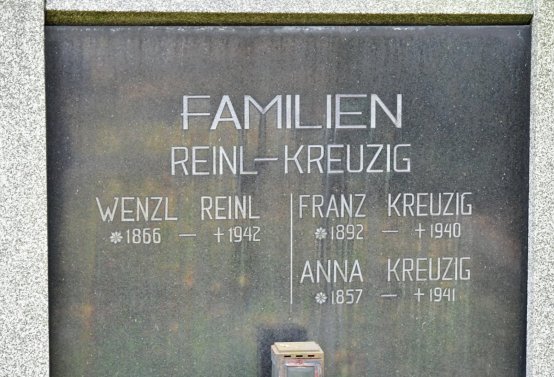 FAMILIEN
REINL-KREUZIG
WENZL REINL
* 1866 — † 1942
FRANZ KREUZIG
* 1892 — † 1940
ANNA KREUZIG
* 1857 — † 1941